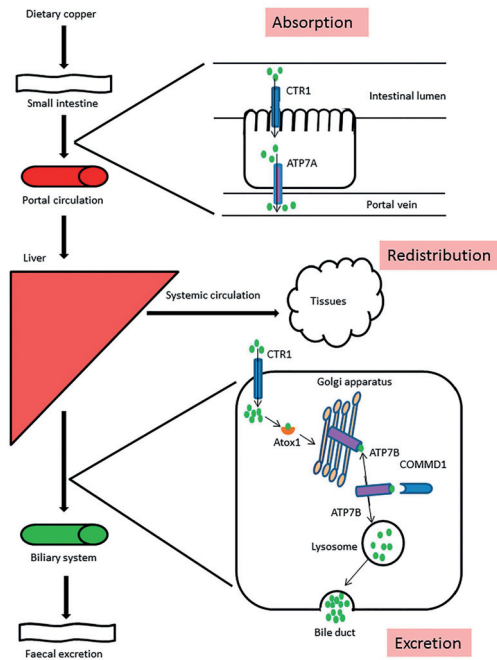 Dietary copper
Absorption
Small intestine
CTR1
Intestinal lumen
ATP7A
Portal circulation
Portal vein
Redistribution
Liver
Systemic circulation
Tissues
CTR1
Golgi apparatus
Atox1
ATP7B
COMMD1
ATP7B
Lysosome
Biliary system
Bile duct
Faecal excretion
Excretion